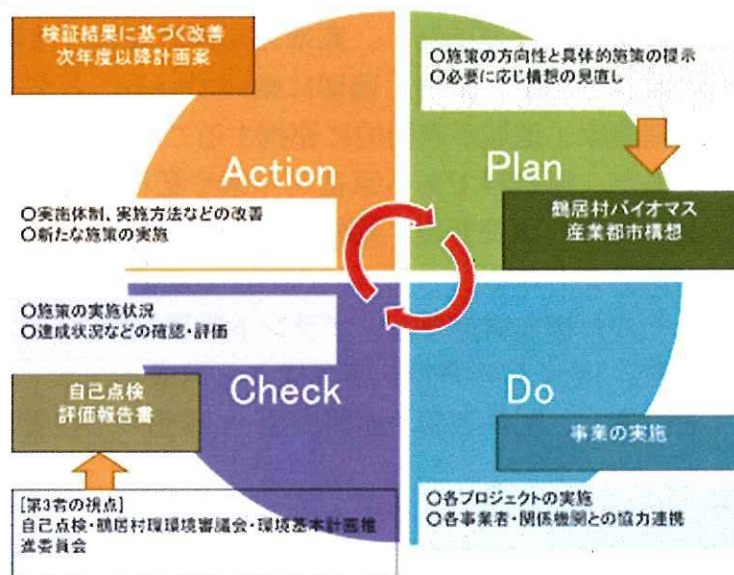 検証結果に基づく改善
次年度以降計画案
Action
○実施体制、実施方法などの改善
○新たな施策の実施
○施策の方向性と具体的施策の提示
○必要に応じ構想の見直し
Plan
鶴居村バイオマス
産業都市構想
○施策の実施状況
○達成状況などの確認・評価
Check
自己点検
評価報告書
[第3者の視点]
自己点検・鶴居村環環境審議会・環境基本計画推
進委員会
Do
事業の実施
○各プロジェクトの実施
○各事業者・関係機関との協力連携